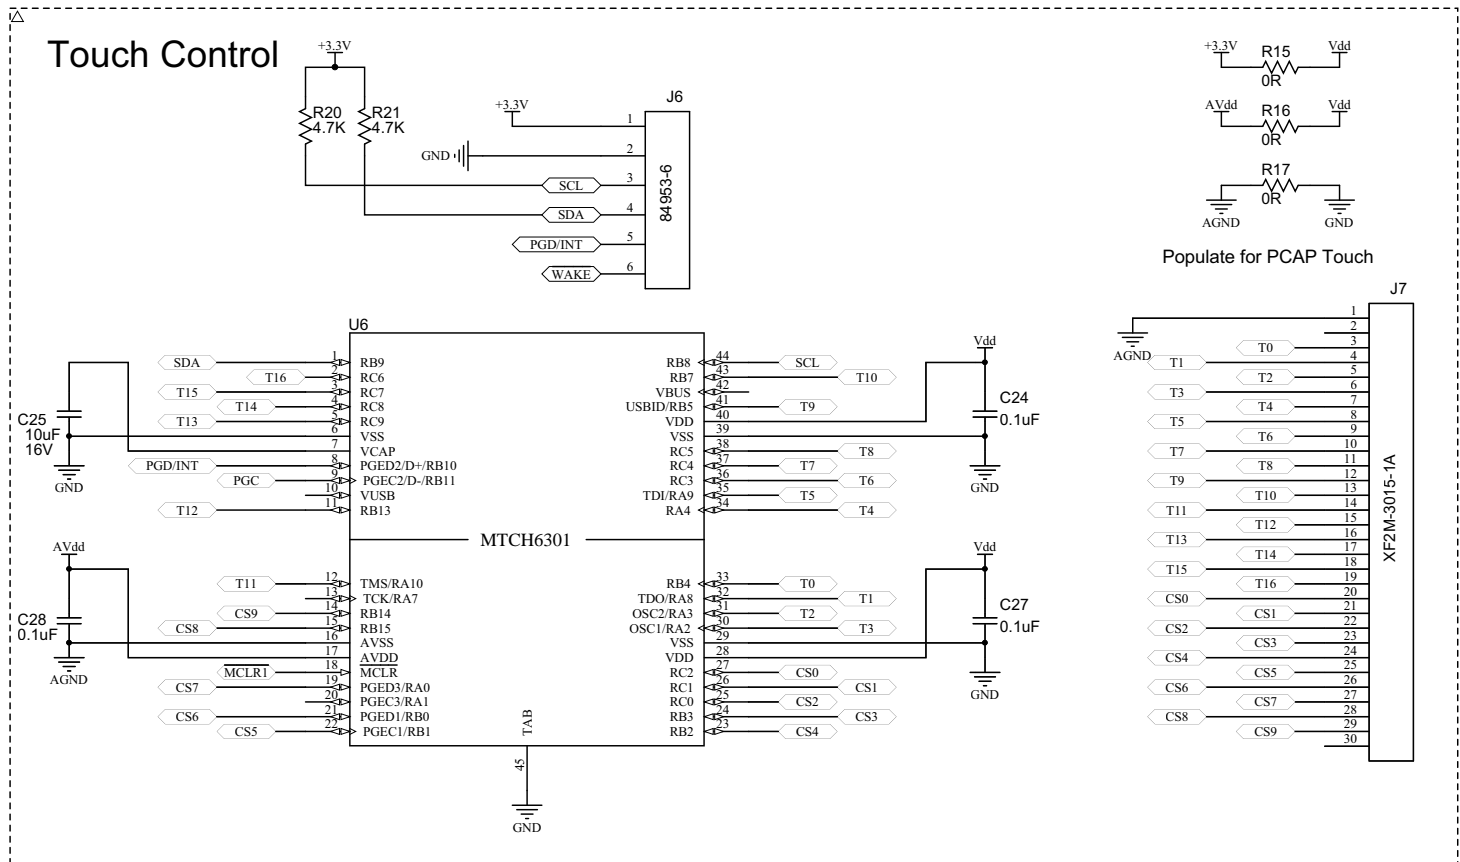 Touch Control
+3.3V
R20
4.7K
R21
4.7K
+3.3V
J6
1
GND
2
SCL 3
SDA 4
PGD/INT 5
WAKE 6
84953-6
+3.3V R15 Vdd
0R
AVdd R16 Vdd
0R
R17
0R
AGND GND
Populate for PCAP Touch
U6
SDA 1 RB9
T16 2 RC6
T15 3 RC7
T14 4 RC8
T13 5 RC9
6 VSS
7 VCAP
PGD/INT 8 PGED2/D+/RB10
PGC 9 PGEC2/D-/RB11
10 VUSB
T12 11 RB13
C25
10uF
16V
GND
MTCH6301
T11 12 TMS/RA10
13 TCK/RA7
CS9 14 RB14
CS8 15 RB15
16 AVSS
17 AVDD
MCLR1 18 MCLR
CS7 19 PGED3/RA0
20 PGEC3/RA1
CS6 21 PGED1/RB0
CS5 22 PGEC1/RB1
AVdd
C28
0.1uF
AGND
RB8 44 SCL
RB7 43 T10
VBUS 42
USBID/RB5 41 T9
VDD 40
VSS 39
RC5 38 T8
RC4 37 T7
RC3 36 T6
TDI/RA9 35 T5
RA4 34 T4
Vdd
C24
0.1uF
GND
RB4 33 T0
TDO/RA8 32 T1
OSC2/RA3 31 T2
OSC1/RA2 30 T3
VSS 29
VDD 28
RC2 27 CS0
RC1 26 CS1
RC0 25 CS2
RB3 24 CS3
RB2 23 CS4
Vdd
C27
0.1uF
GND
TAB
45
GND
J7
1
AGND
2
T0 3
T1 4
T2 5
T3 6
T4 7
T5 8
T6 9
T7 10
T8 11
T9 12
T10 13
T11 14
T12 15
T13 16
T14 17
T15 18
T16 19
CS0 20
CS1 21
CS2 22
CS3 23
CS4 24
CS5 25
CS6 26
CS7 27
CS8 28
CS9 29
30
XF2M-3015-1A